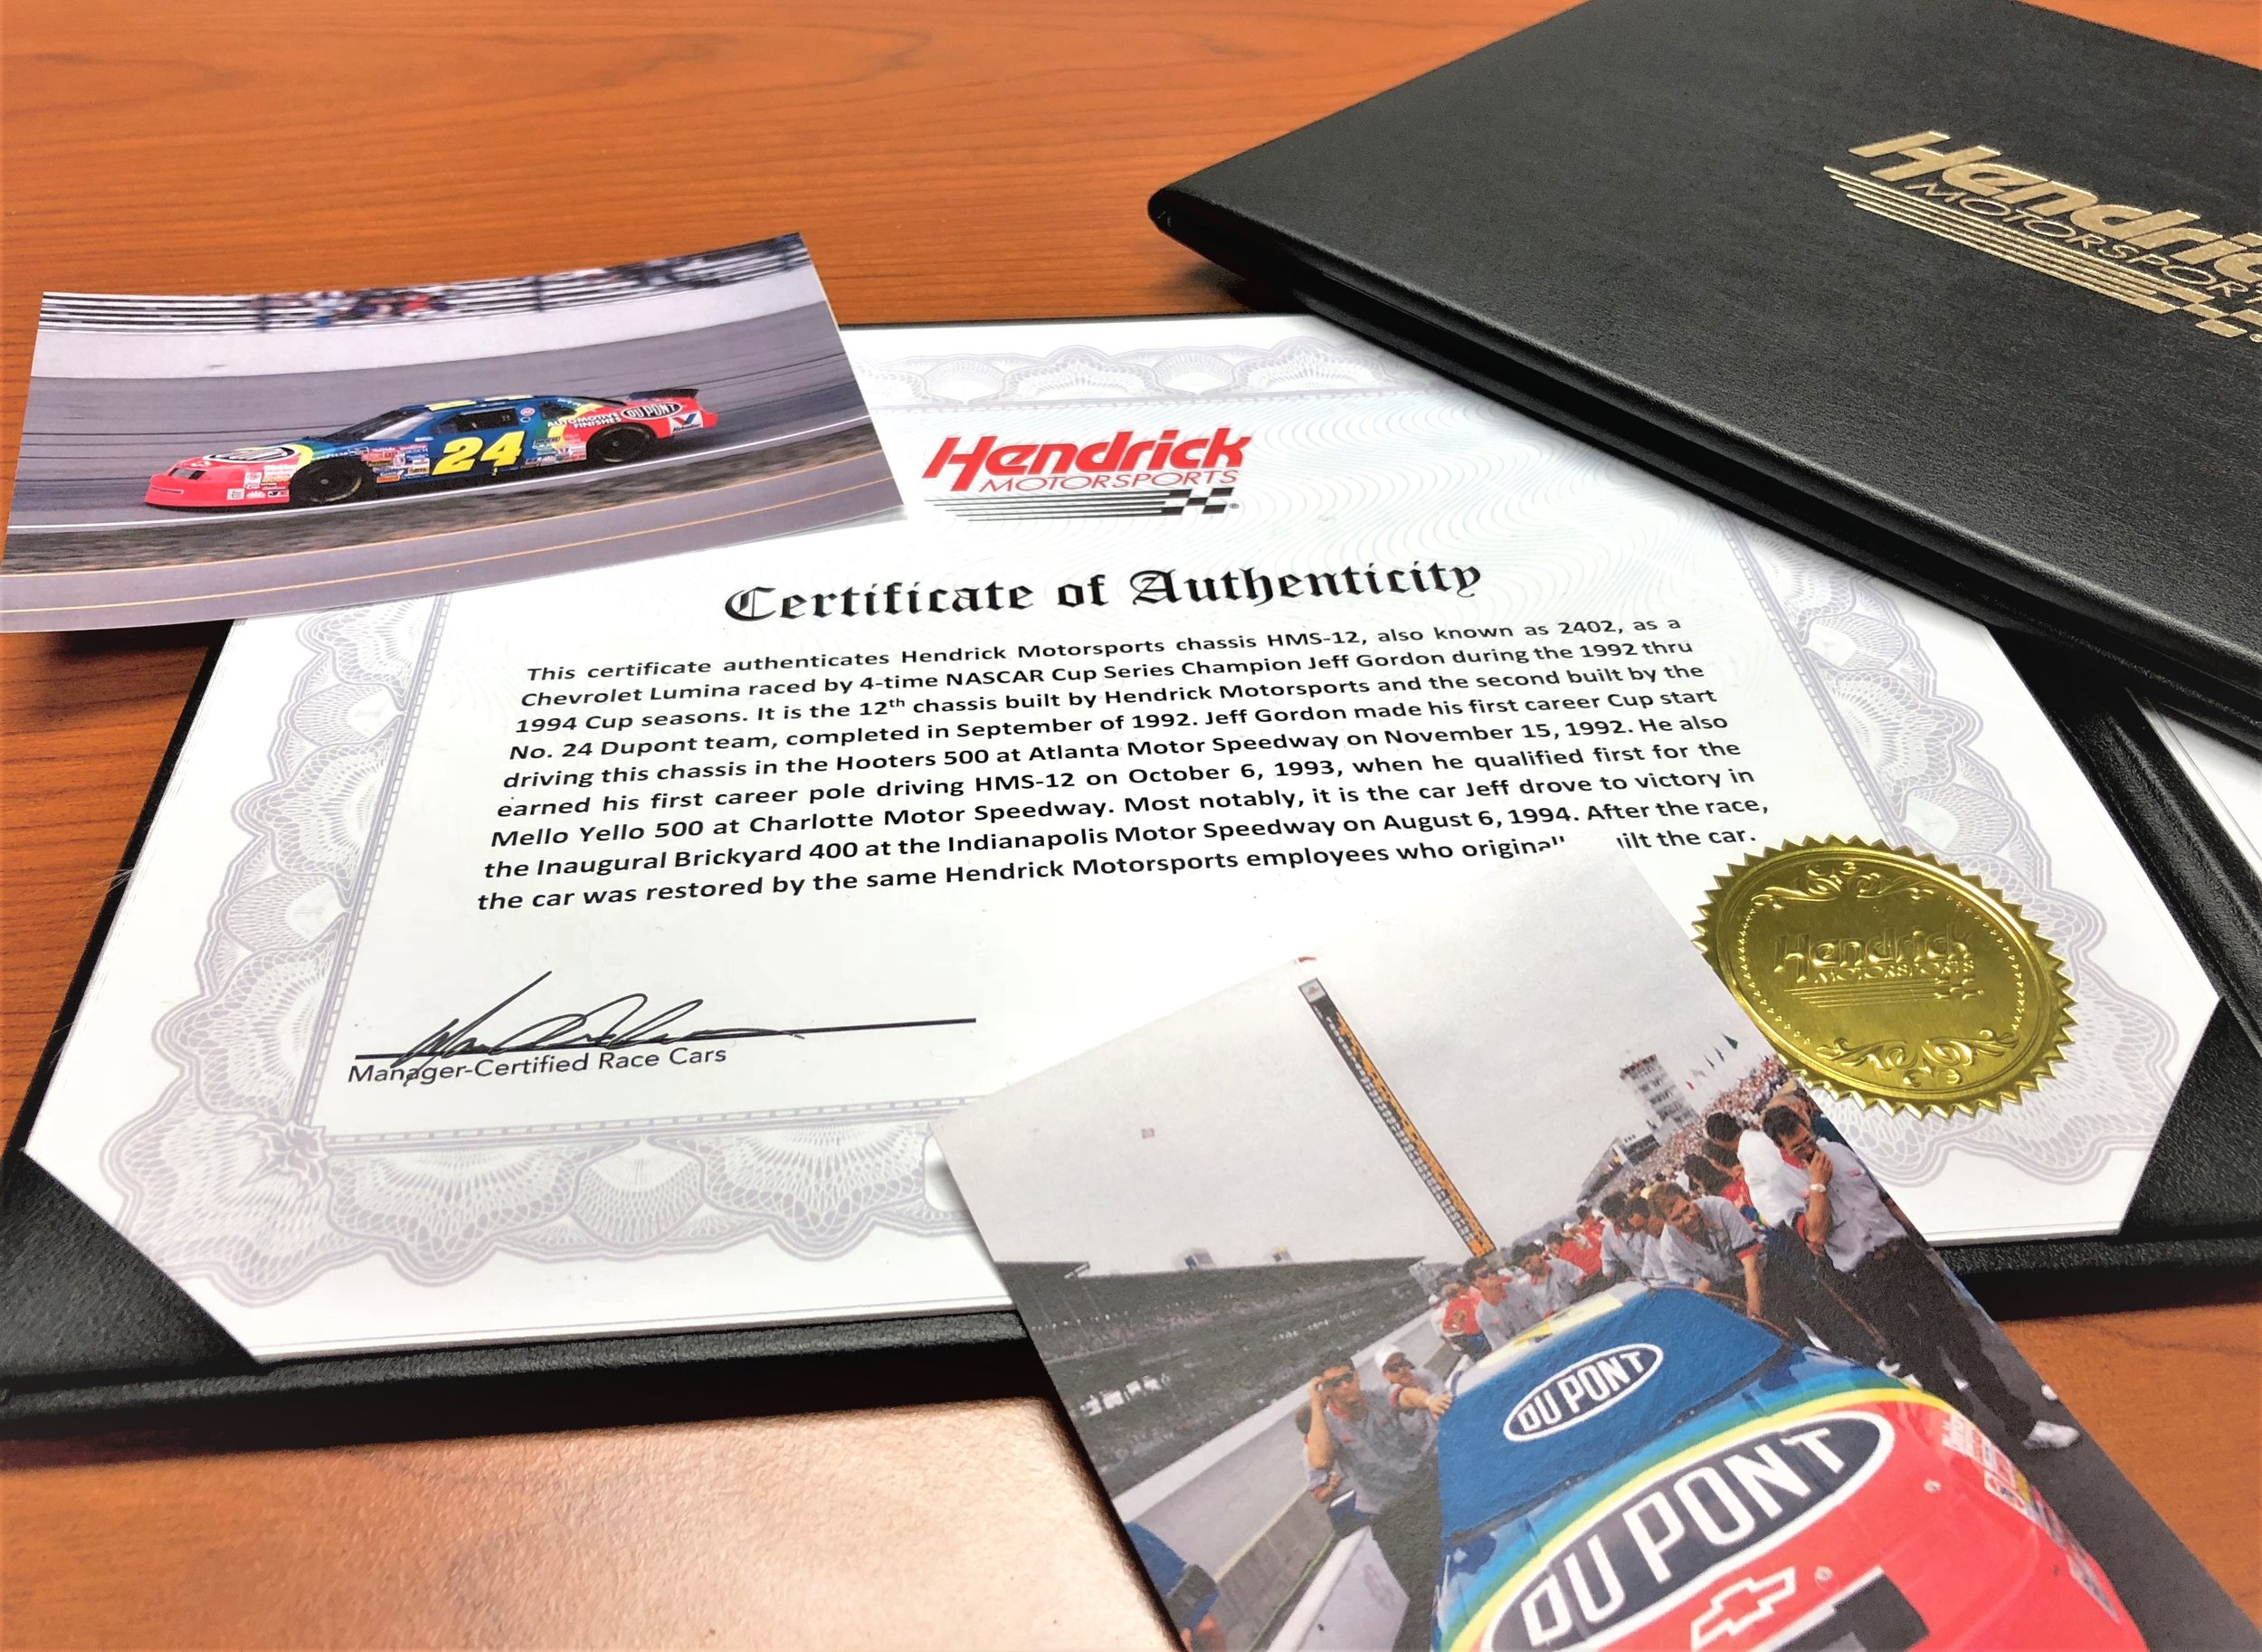 Hendric
MOTORSPORT
24
AUTOMOTIVE
FINISHES
DU PONT
Hendrick
MOTORSPORTS
Certificate of Authenticity
This certificate authenticates Hendrick Motorsports chassis HMS-12, also known as 2402, as a
Chevrolet Lumina raced by 4-time NASCAR Cup Series Champion Jeff Gordon during the 1992 thru
1994 Cup seasons. It is the 12th chassis built by Hendrick Motorsports and the second built by the
No. 24 Dupont team, completed in September of 1992. Jeff Gordon made his first career Cup start
driving this chassis in the Hooters 500 at Atlanta Motor Speedway on November 15, 1992. He also
earned his first career pole driving HMS-12 on October 6, 1993, when he qualified first for the
Mello Yello 500 at Charlotte Motor Speedway. Most notably, it is the car Jeff drove to victory in
the Inaugural Brickyard 400 at the Indianapolis Motor Speedway on August 6, 1994. After the race,
the car was restored by the same Hendrick Motorsports employees who original ilt the car.
Manager-Certified Race Cars
Hendrick
MOTORSPORTS
DU PONT
DU PONT